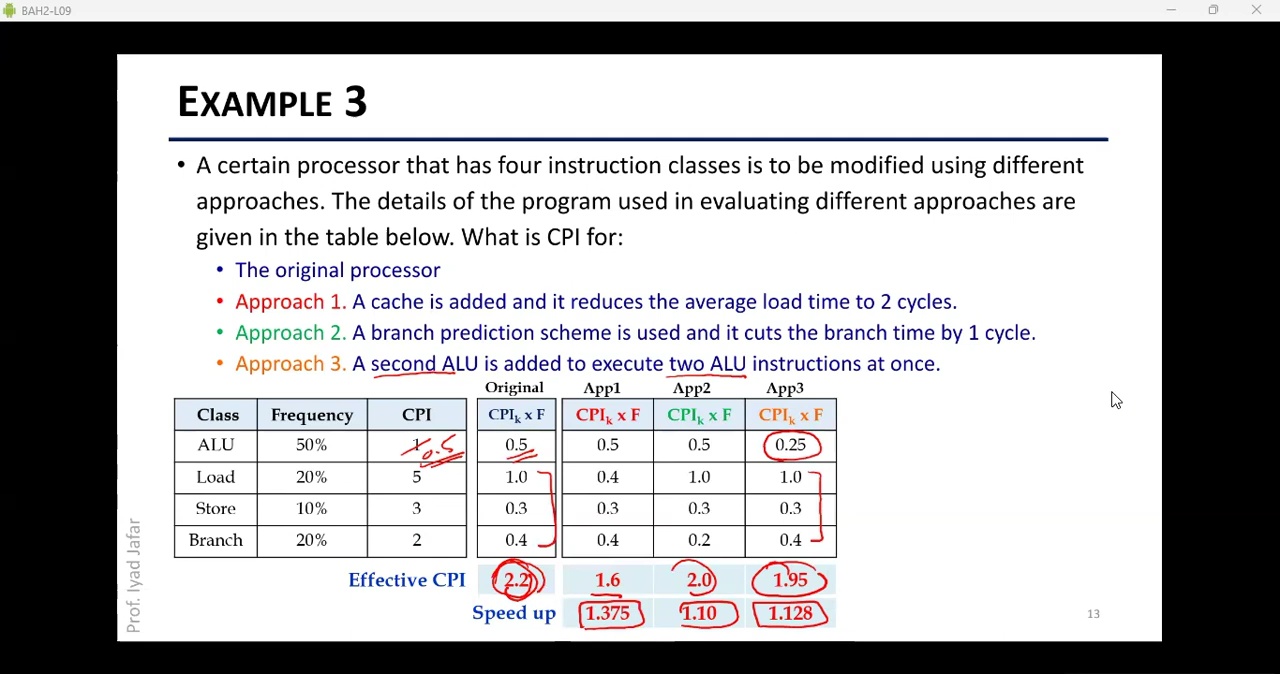 BAH2-L09
EXAMPLE 3
• A certain processor that has four instruction classes is to be modified using different
approaches. The details of the program used in evaluating different approaches are
given in the table below. What is CPI for:
• The original processor
• Approach 1. A cache is added and it reduces the average load time to 2 cycles.
• Approach 2. A branch prediction scheme is used and it cuts the branch time by 1 cycle.
• Approach 3. A second ALU is added to execute two ALU instructions at once.
Original App1 App2 App3
Class Frequency CPI CPIk x F CPIk x F CPIk x F CPIk x F
ALU 50% 1 0.5 0.5 0.5 0.5 0.25
Load 20% 5 1.0 0.4 1.0 1.0
Store 10% 3 0.3 0.3 0.3 0.3
Branch 20% 2 0.4 0.4 0.2 0.4
Effective CPI 2.2 1.6 2.0 1.95
Speed up 1.375 1.10 1.128
Prof. Iyad Jafar
13